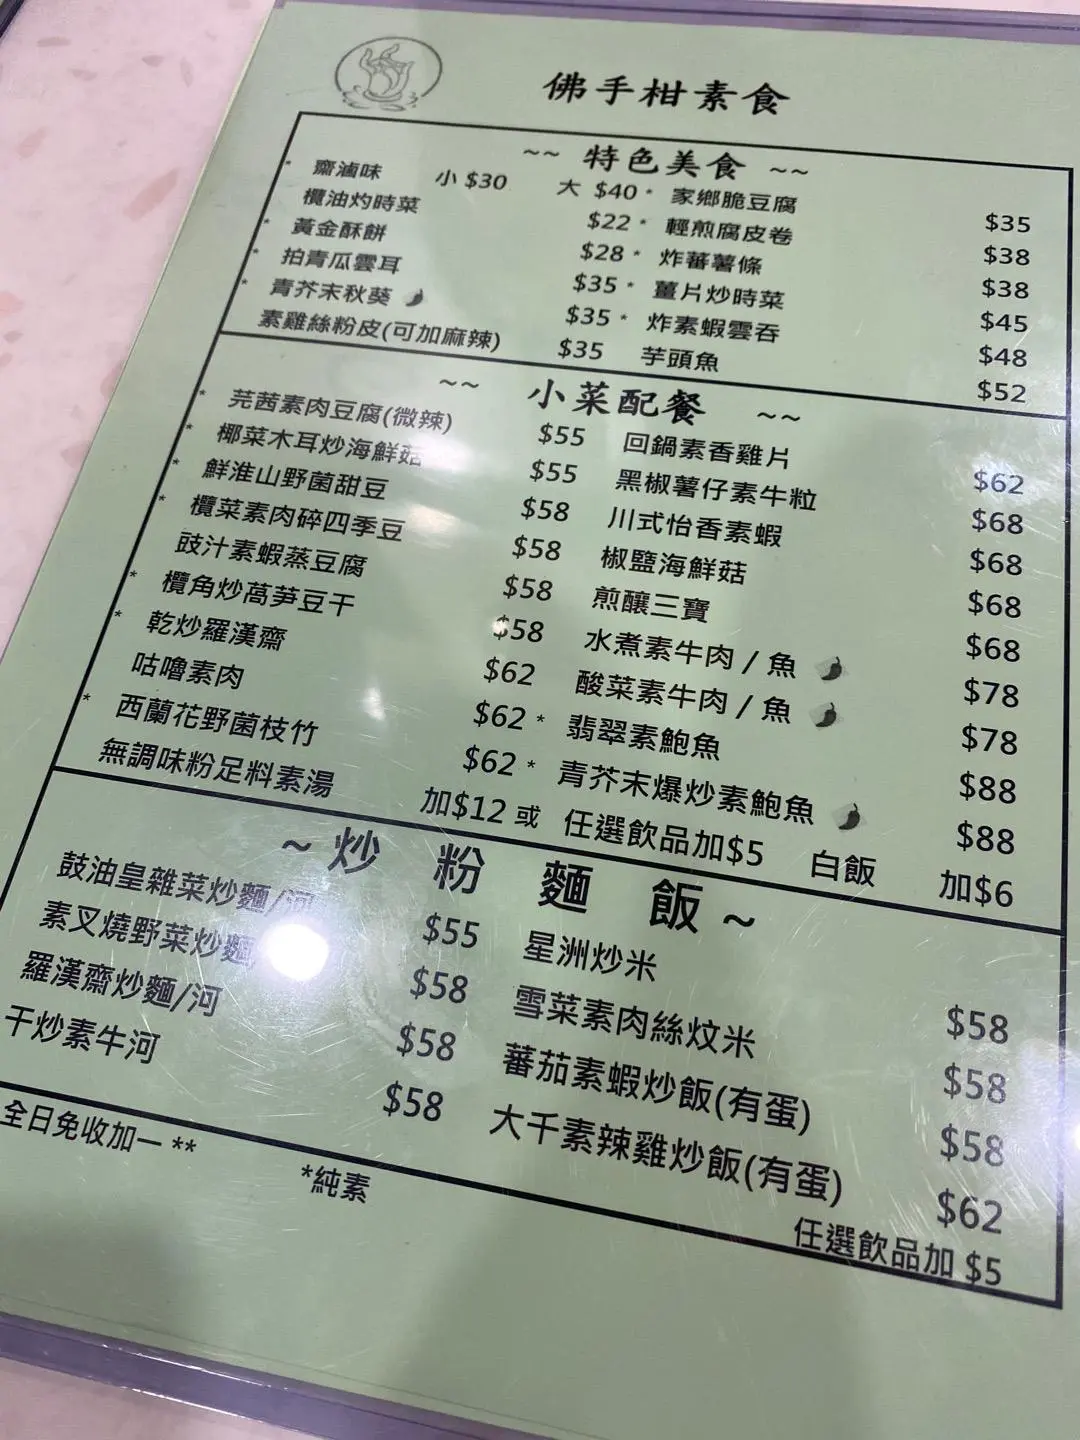 佛手柑素食
~~ 特色美食 ~~
* 齋滷味 小 $30 大 $40
欖油灼時菜 $22
* 黃金酥餅 $28
* 拍青瓜雲耳 $35
* 青芥末秋葵 $35
素雞絲粉皮(可加麻辣) $35
* 家鄉脆豆腐 $35
* 輕煎腐皮卷 $38
* 炸蕃薯條 $38
* 薑片炒時菜 $45
* 炸素蝦雲吞 $48
芋頭魚 $52
~~ 小菜配餐 ~~
* 芫茜素肉豆腐(微辣) $55
* 椰菜木耳炒海鮮菇 $55
* 鮮淮山野菌甜豆 $58
* 欖菜素肉碎四季豆 $58
豉汁素蝦蒸豆腐 $58
* 欖角炒萵笋豆干 $58
* 乾炒羅漢齋 $62
咕嚕素肉 $62
* 西蘭花野菌枝竹 $62
回鍋素香雞片 $62
黑椒薯仔素牛粒 $68
川式怡香素蝦 $68
椒鹽海鮮菇 $68
煎釀三寶 $68
水煮素牛肉 / 魚 $78
酸菜素牛肉 / 魚 $78
* 翡翠素鮑魚 $88
* 青芥末爆炒素鮑魚 $88
無調味粉足料素湯 加$12 或 任選飲品加$5 白飯 加$6
~ 炒 粉 麵 飯 ~
鼓油皇雜菜炒麵/河 $55
素叉燒野菜炒麵 $58
羅漢齋炒麵/河 $58
干炒素牛河 $58
星洲炒米 $58
雪菜素肉絲炆米 $58
蕃茄素蝦炒飯(有蛋) $58
大千素辣雞炒飯(有蛋) $62
任選飲品加 $5
全日免收加一 **
*純素